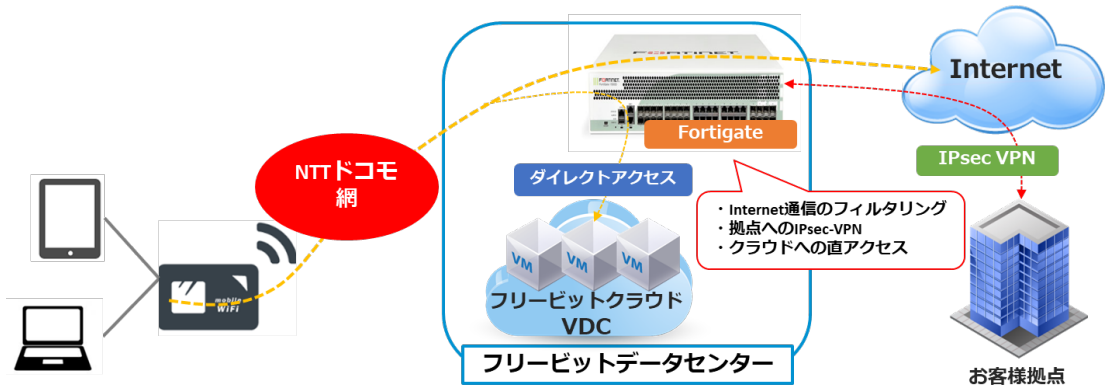 FORTINET
FORTINET
Internet
Fortigate
IPsec VPN
NTTドコモ
網
ダイレクトアクセス
・Internet通信のフィルタリング
・拠点へのIPsec-VPN
・クラウドへの直アクセス
VM
VM
VM
mobile
WiFi
フリービットクラウド
VDC
フリービットデータセンター
お客様拠点